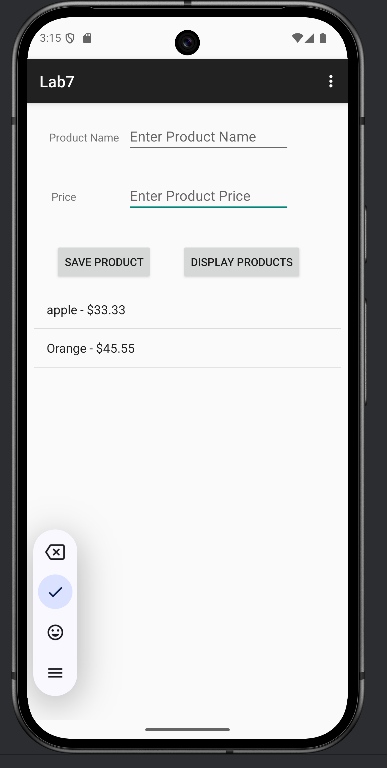 3:15
Lab7
Product Name Enter Product Name
Price Enter Product Price
SAVE PRODUCT DISPLAY PRODUCTS
apple - $33.33
Orange - $45.55